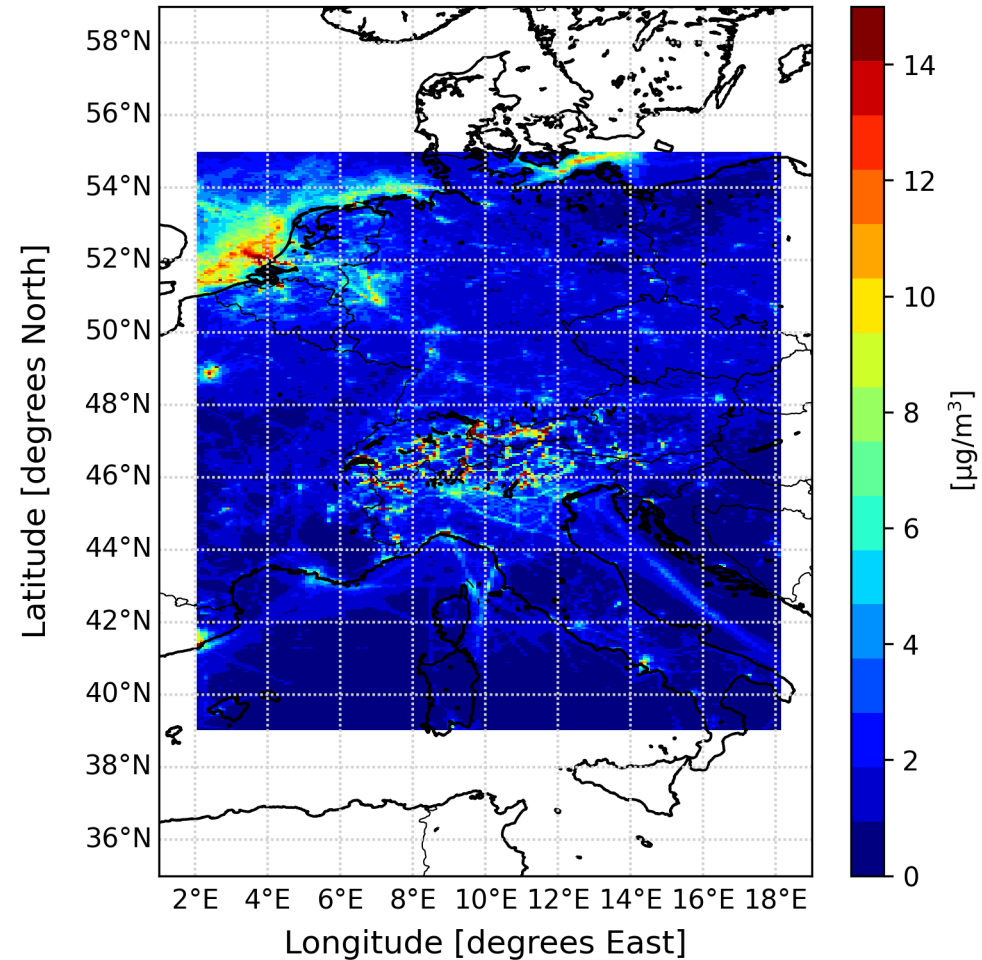 58°N
56°N
54°N
52°N
50°N
48°N
46°N
44°N
42°N
40°N
38°N
36°N
Latitude [degrees North]
2°E 4°E 6°E 8°E 10°E 12°E 14°E 16°E 18°E
Longitude [degrees East]
14
12
10
8
6
4
2
0
[µg/m³]